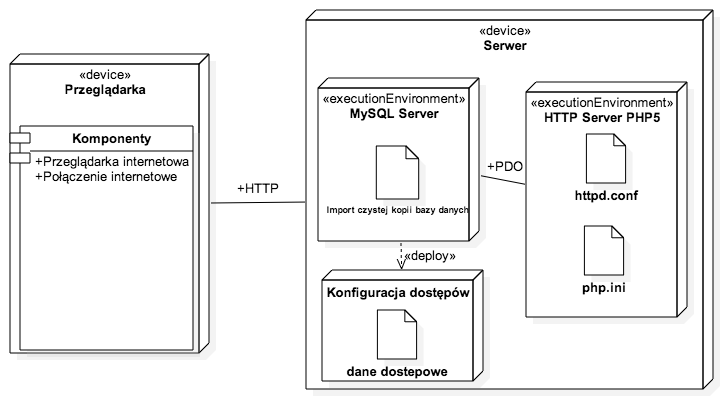 «device»
Przeglądarka
Komponenty
+Przeglądarka internetowa
+Połączenie internetowe
+HTTP
«device»
Serwer
«executionEnvironment»
MySQL Server
Import czystej kopii bazy danych
«deploy»
Konfiguracja dostępów
dane dostepowe
+PDO
«executionEnvironment»
HTTP Server PHP5
httpd.conf
php.ini